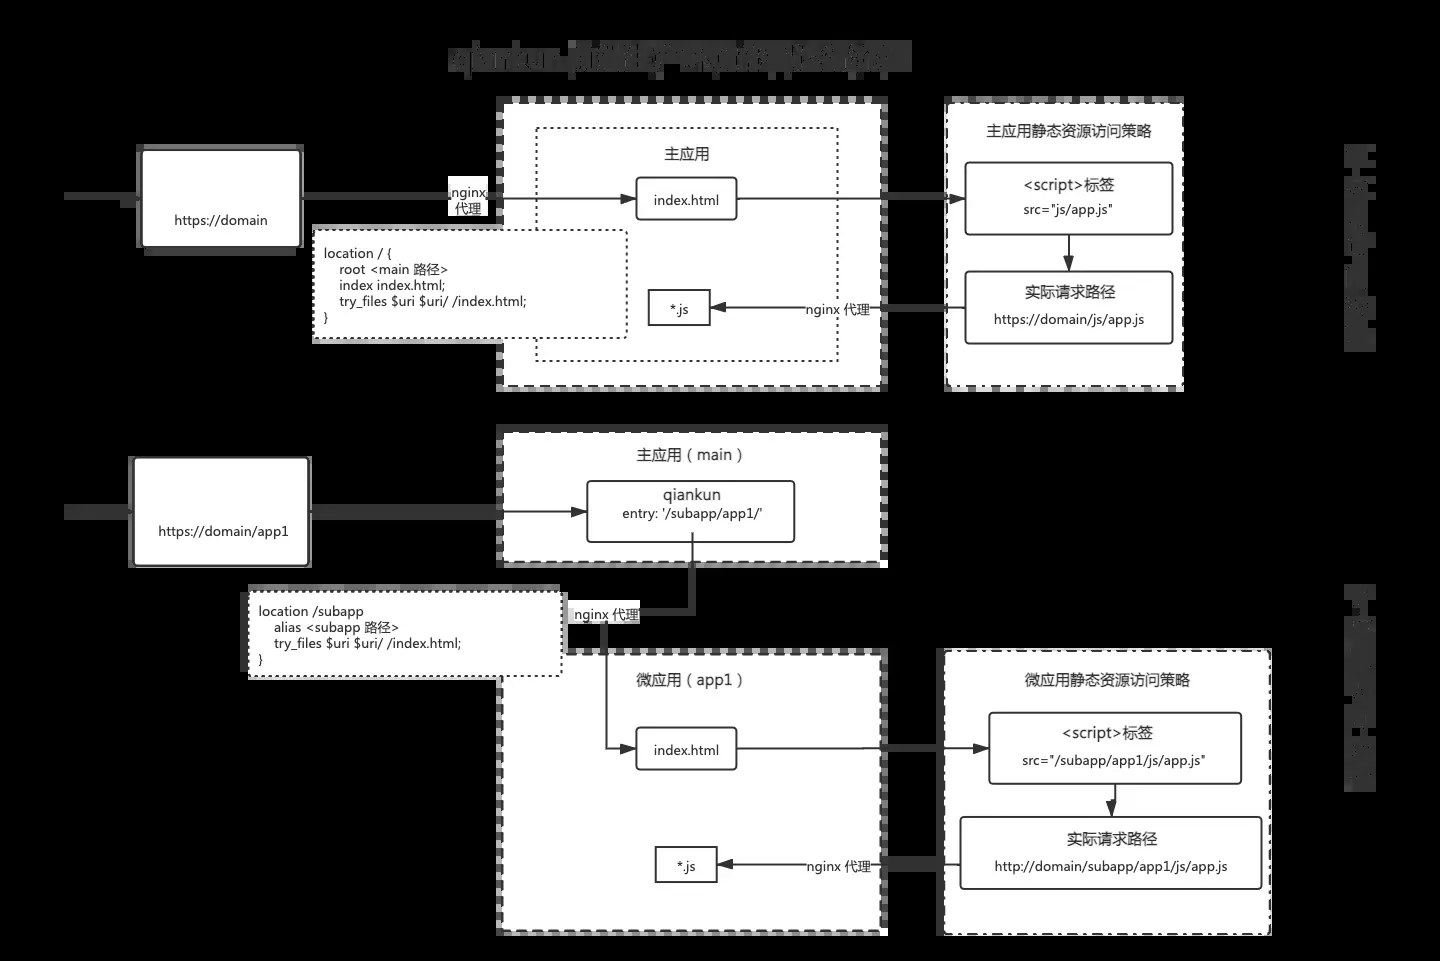 qiankun
主应用
https://domain
nginx
代理
index.html
location / {
root <main 路径>
index index.html;
try_files $uri $uri/ /index.html;
}
*.js
nginx 代理
主应用静态资源访问策略
<script>标签
src="js/app.js"
实际请求路径
https://domain/js/app.js
https://domain/app1
主应用（main）
qiankun
entry: '/subapp/app1/'
location /subapp
alias <subapp 路径>
try_files $uri $uri/ /index.html;
}
nginx 代理
微应用（app1）
index.html
*.js
nginx 代理
微应用静态资源访问策略
<script>标签
src="/subapp/app1/js/app.js"
实际请求路径
http://domain/subapp/app1/js/app.js